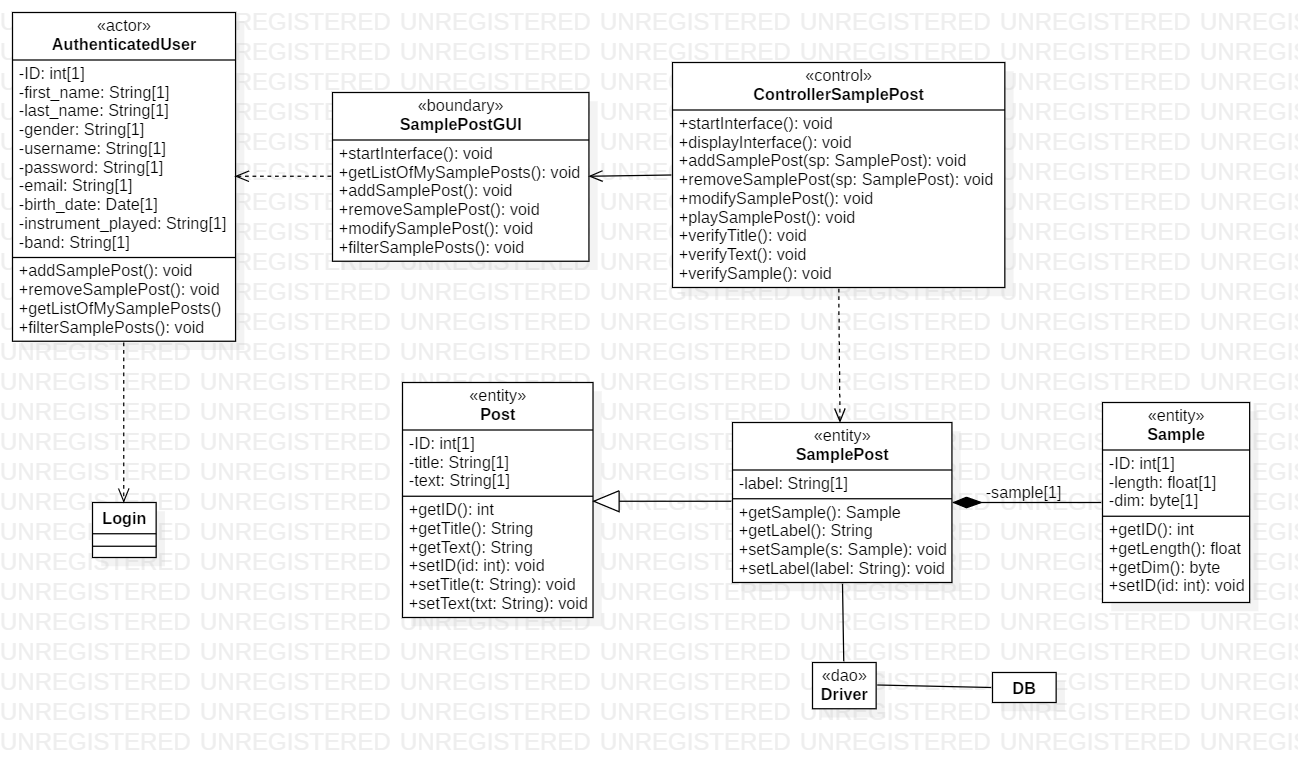 «actor»
AuthenticatedUser
-ID: int[1]
-first_name: String[1]
-last_name: String[1]
-gender: String[1]
-username: String[1]
-password: String[1]
-email: String[1]
-birth_date: Date[1]
-instrument_played: String[1]
-band: String[1]
+addSamplePost(): void
+removeSamplePost(): void
+getListOfMySamplePosts()
+filterSamplePosts(): void
«boundary»
SamplePostGUI
+startInterface(): void
+getListOfMySamplePosts(): void
+addSamplePost(): void
+removeSamplePost(): void
+modifySamplePost(): void
+filterSamplePosts(): void
«control»
ControllerSamplePost
+startInterface(): void
+displayInterface(): void
+addSamplePost(sp: SamplePost): void
+removeSamplePost(sp: SamplePost): void
+modifySamplePost(): void
+playSamplePost(): void
+verifyTitle(): void
+verifyText(): void
+verifySample(): void
Login
«entity»
Post
-ID: int[1]
-title: String[1]
-text: String[1]
+getID(): int
+getTitle(): String
+getText(): String
+setID(id: int): void
+setTitle(t: String): void
+setText(txt: String): void
«entity»
SamplePost
-label: String[1]
+getSample(): Sample
+getLabel(): String
+setSample(s: Sample): void
+setLabel(label: String): void
-sample[1]
«entity»
Sample
-ID: int[1]
-length: float[1]
-dim: byte[1]
+getID(): int
+getLength(): float
+getDim(): byte
+setID(id: int): void
«dao»
Driver
DB
UNREGISTERED